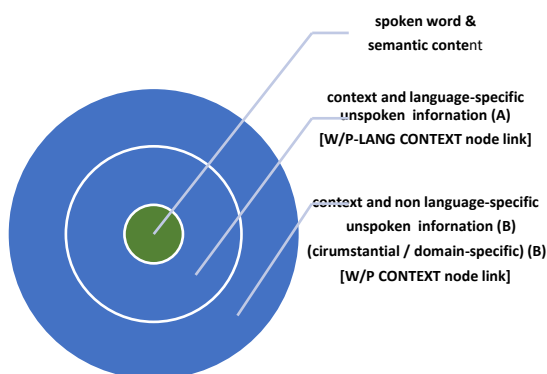 spoken word &
semantic content
context and language-specific
unspoken infornation (A)
[W/P-LANG CONTEXT node link]
context and non language-specific
unspoken infornation (B)
(cirumstantial / domain-specific) (B)
[W/P CONTEXT node link]